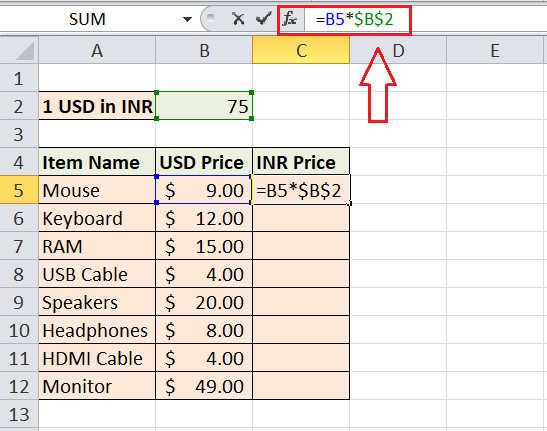 SUM fx =B5*$B$2
A B C D E
1
2 1 USD in INR 75
3
4 Item Name USD Price INR Price
5 Mouse $ 9.00 =B5*$B$2
6 Keyboard $ 12.00
7 RAM $ 15.00
8 USB Cable $ 4.00
9 Speakers $ 20.00
10 Headphones $ 8.00
11 HDMI Cable $ 4.00
12 Monitor $ 49.00
13